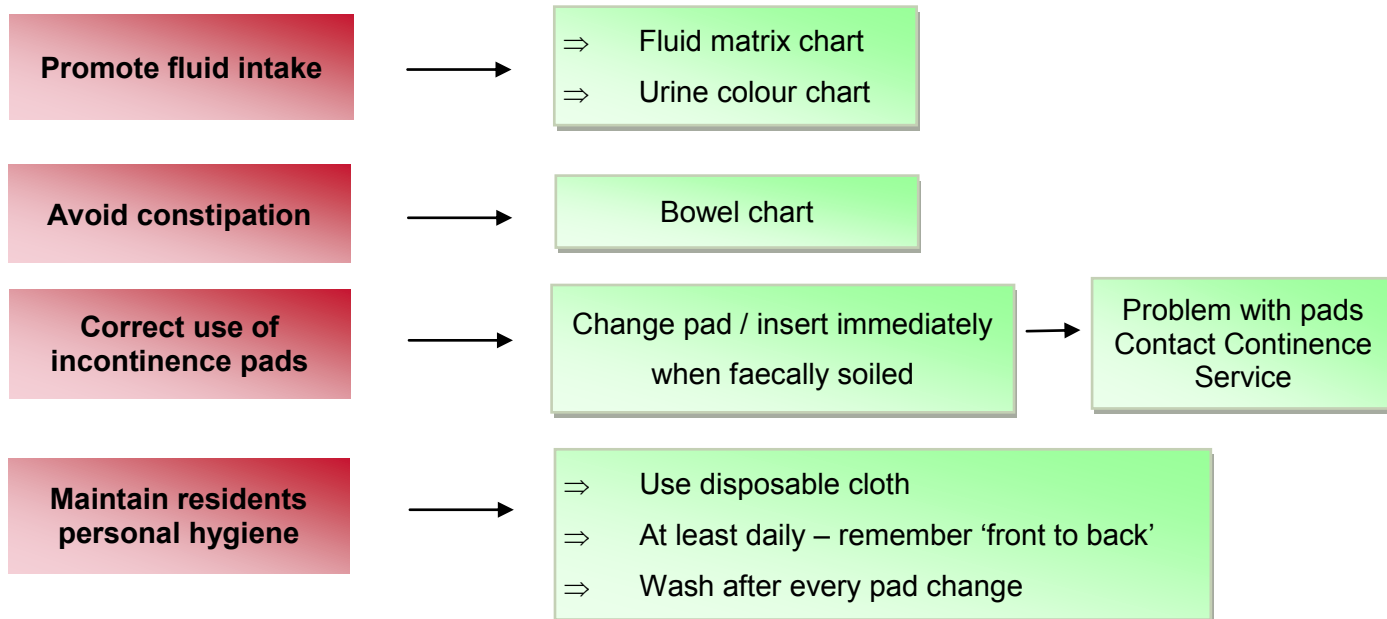 Promote fluid intake
⇒ Fluid matrix chart
⇒ Urine colour chart
Avoid constipation
Bowel chart
Correct use of
incontinence pads
Change pad / insert immediately
when faecally soiled
Problem with pads
Contact Continence
Service
Maintain residents
personal hygiene
⇒ Use disposable cloth
⇒ At least daily – remember ‘front to back’
⇒ Wash after every pad change